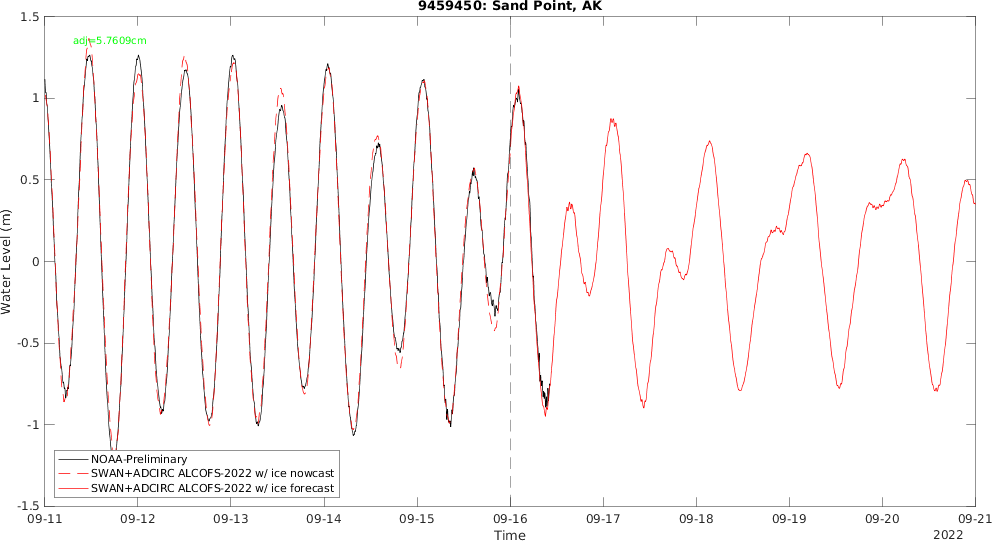 9459450: Sand Point, AK
adj=5.7609cm
1.5
1
0.5
0
-0.5
-1
-1.5
Water Level (m)
NOAA-Preliminary
SWAN+ADCIRC ALCOFS-2022 w/ ice nowcast
SWAN+ADCIRC ALCOFS-2022 w/ ice forecast
09-11 09-12 09-13 09-14 09-15 09-16 09-17 09-18 09-19 09-20 09-21
Time
2022